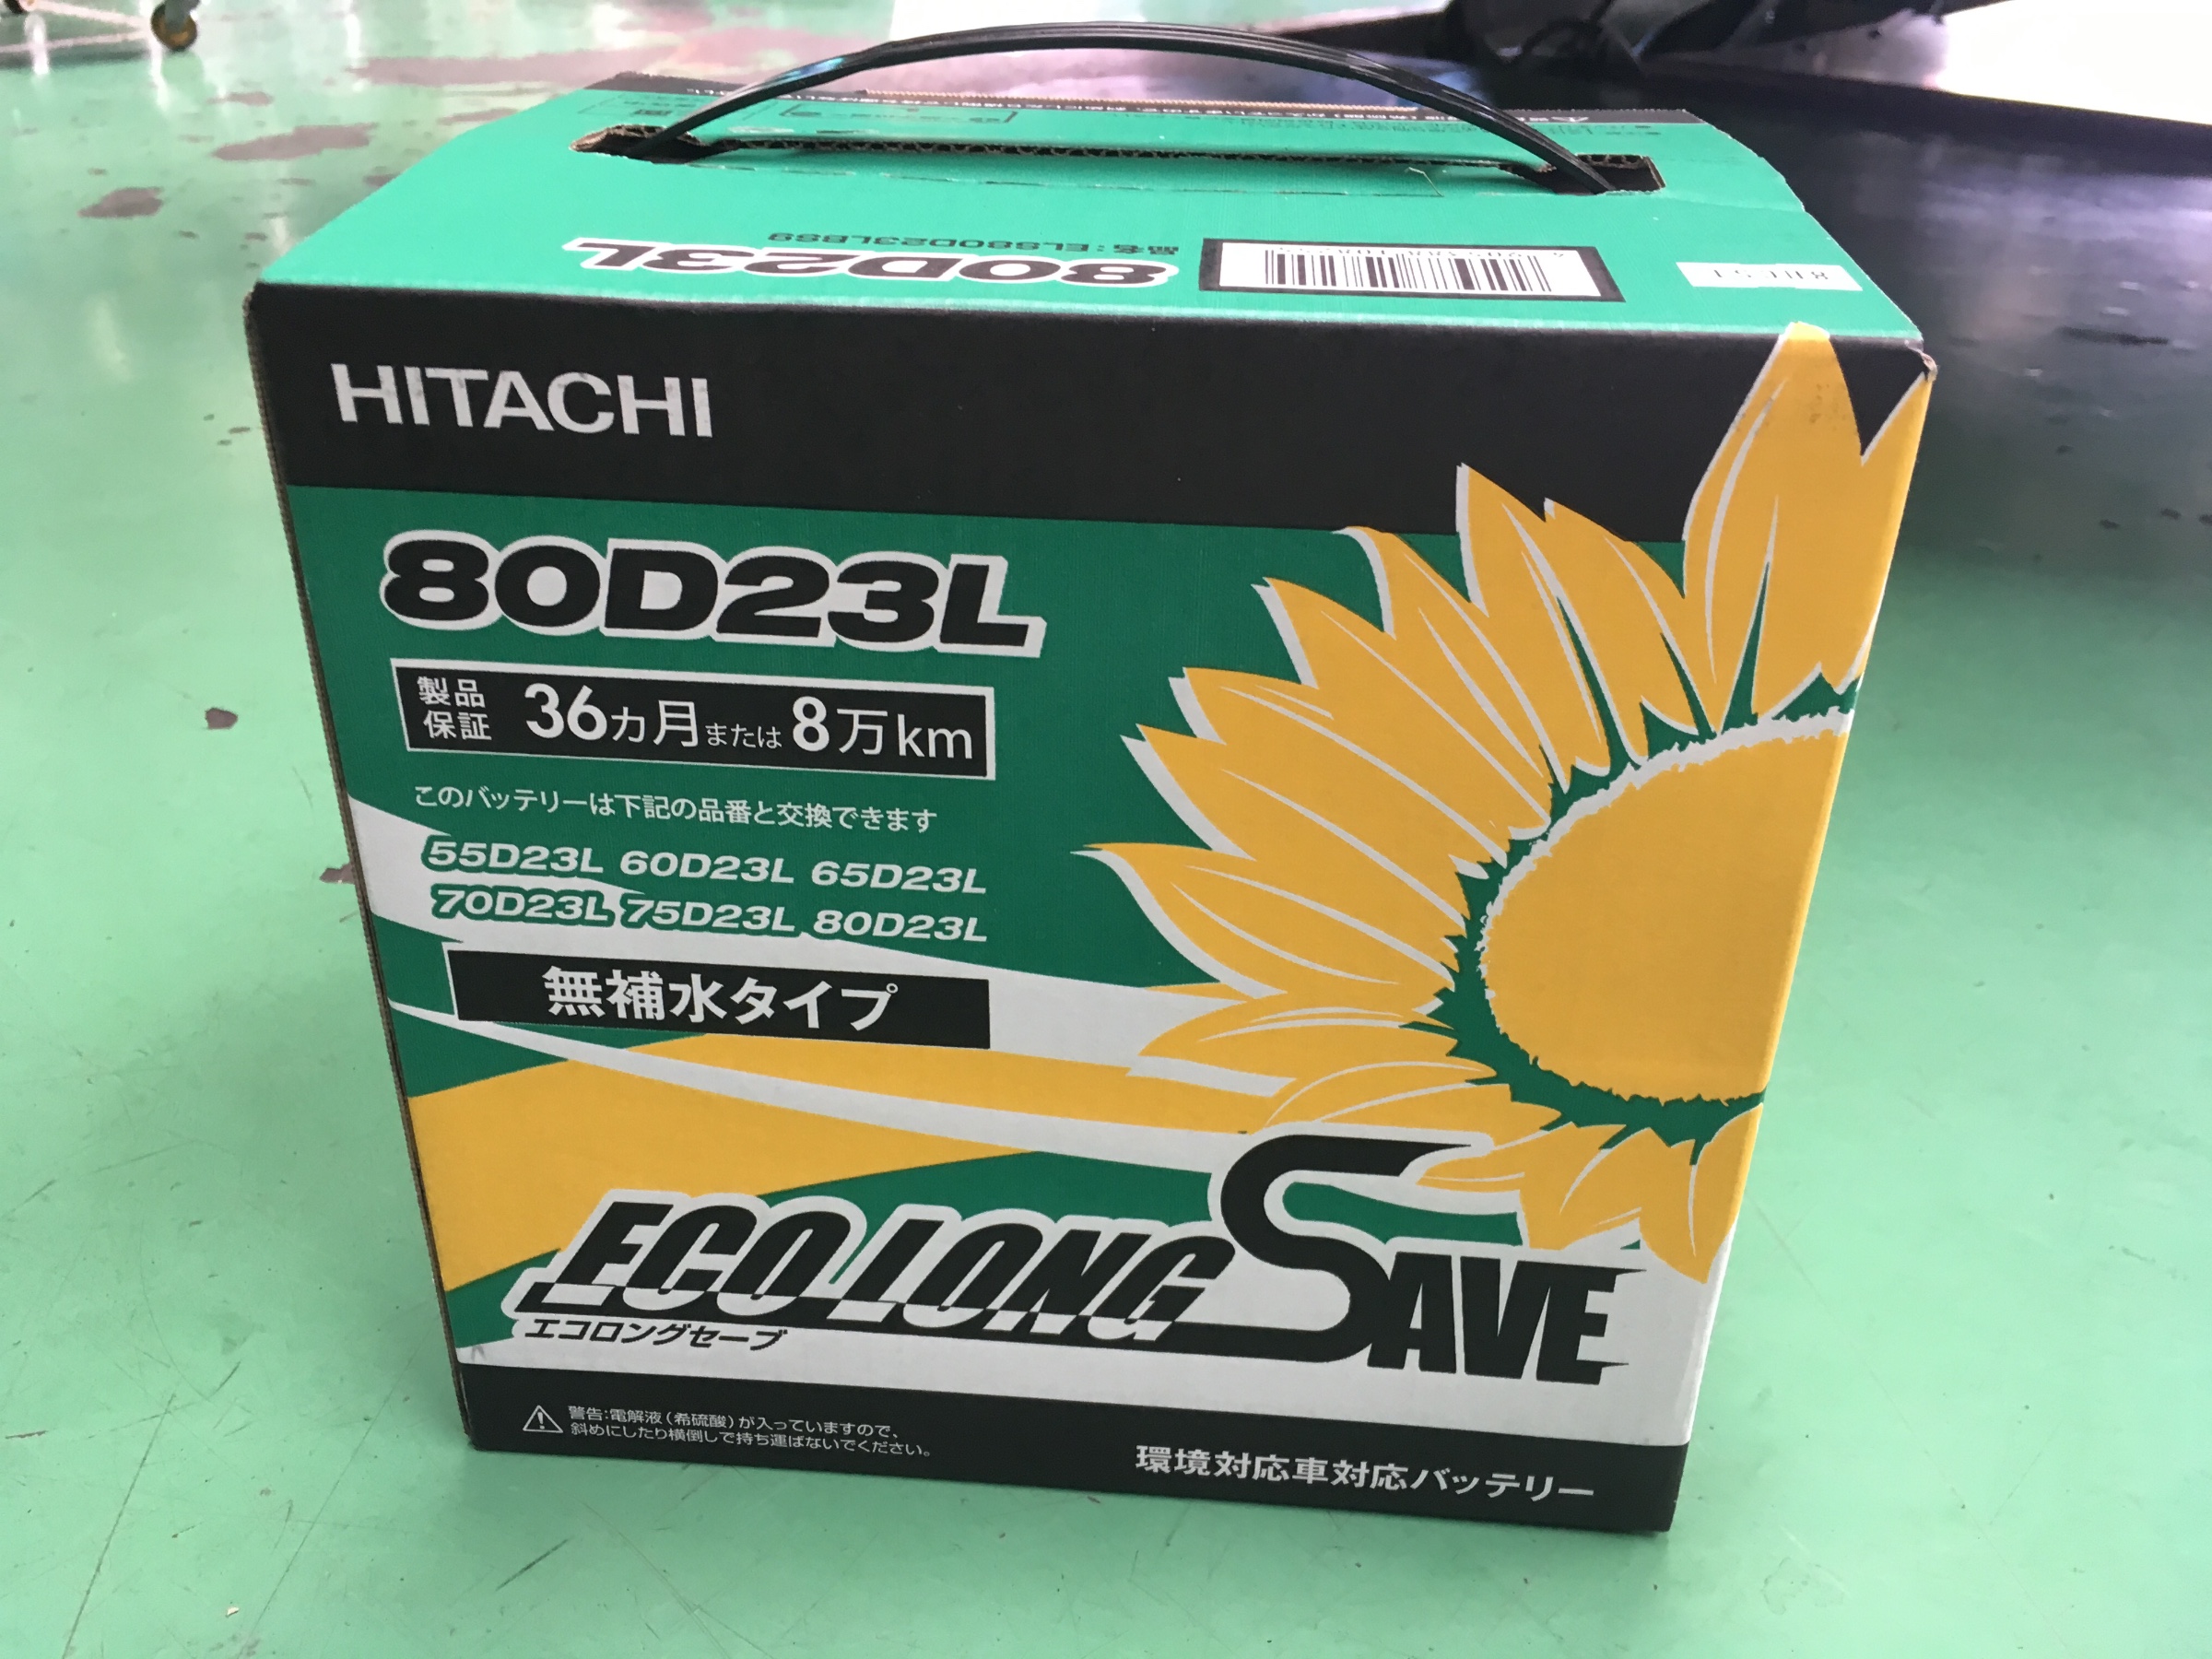 80D23L
品名:ELS80D23LBS9
HITACHI
80D23L
製品保証 36カ月または8万km
このバッテリーは下記の品番と交換できます
55D23L 60D23L 65D23L
70D23L 75D23L 80D23L
無補水タイプ
ECO LONG SAVE
エコロングセーブ
警告:電解液(希硫酸)が入っていますので、
斜めにしたり横倒しで持ち運ばないでください。
環境対応車対応バッテリー